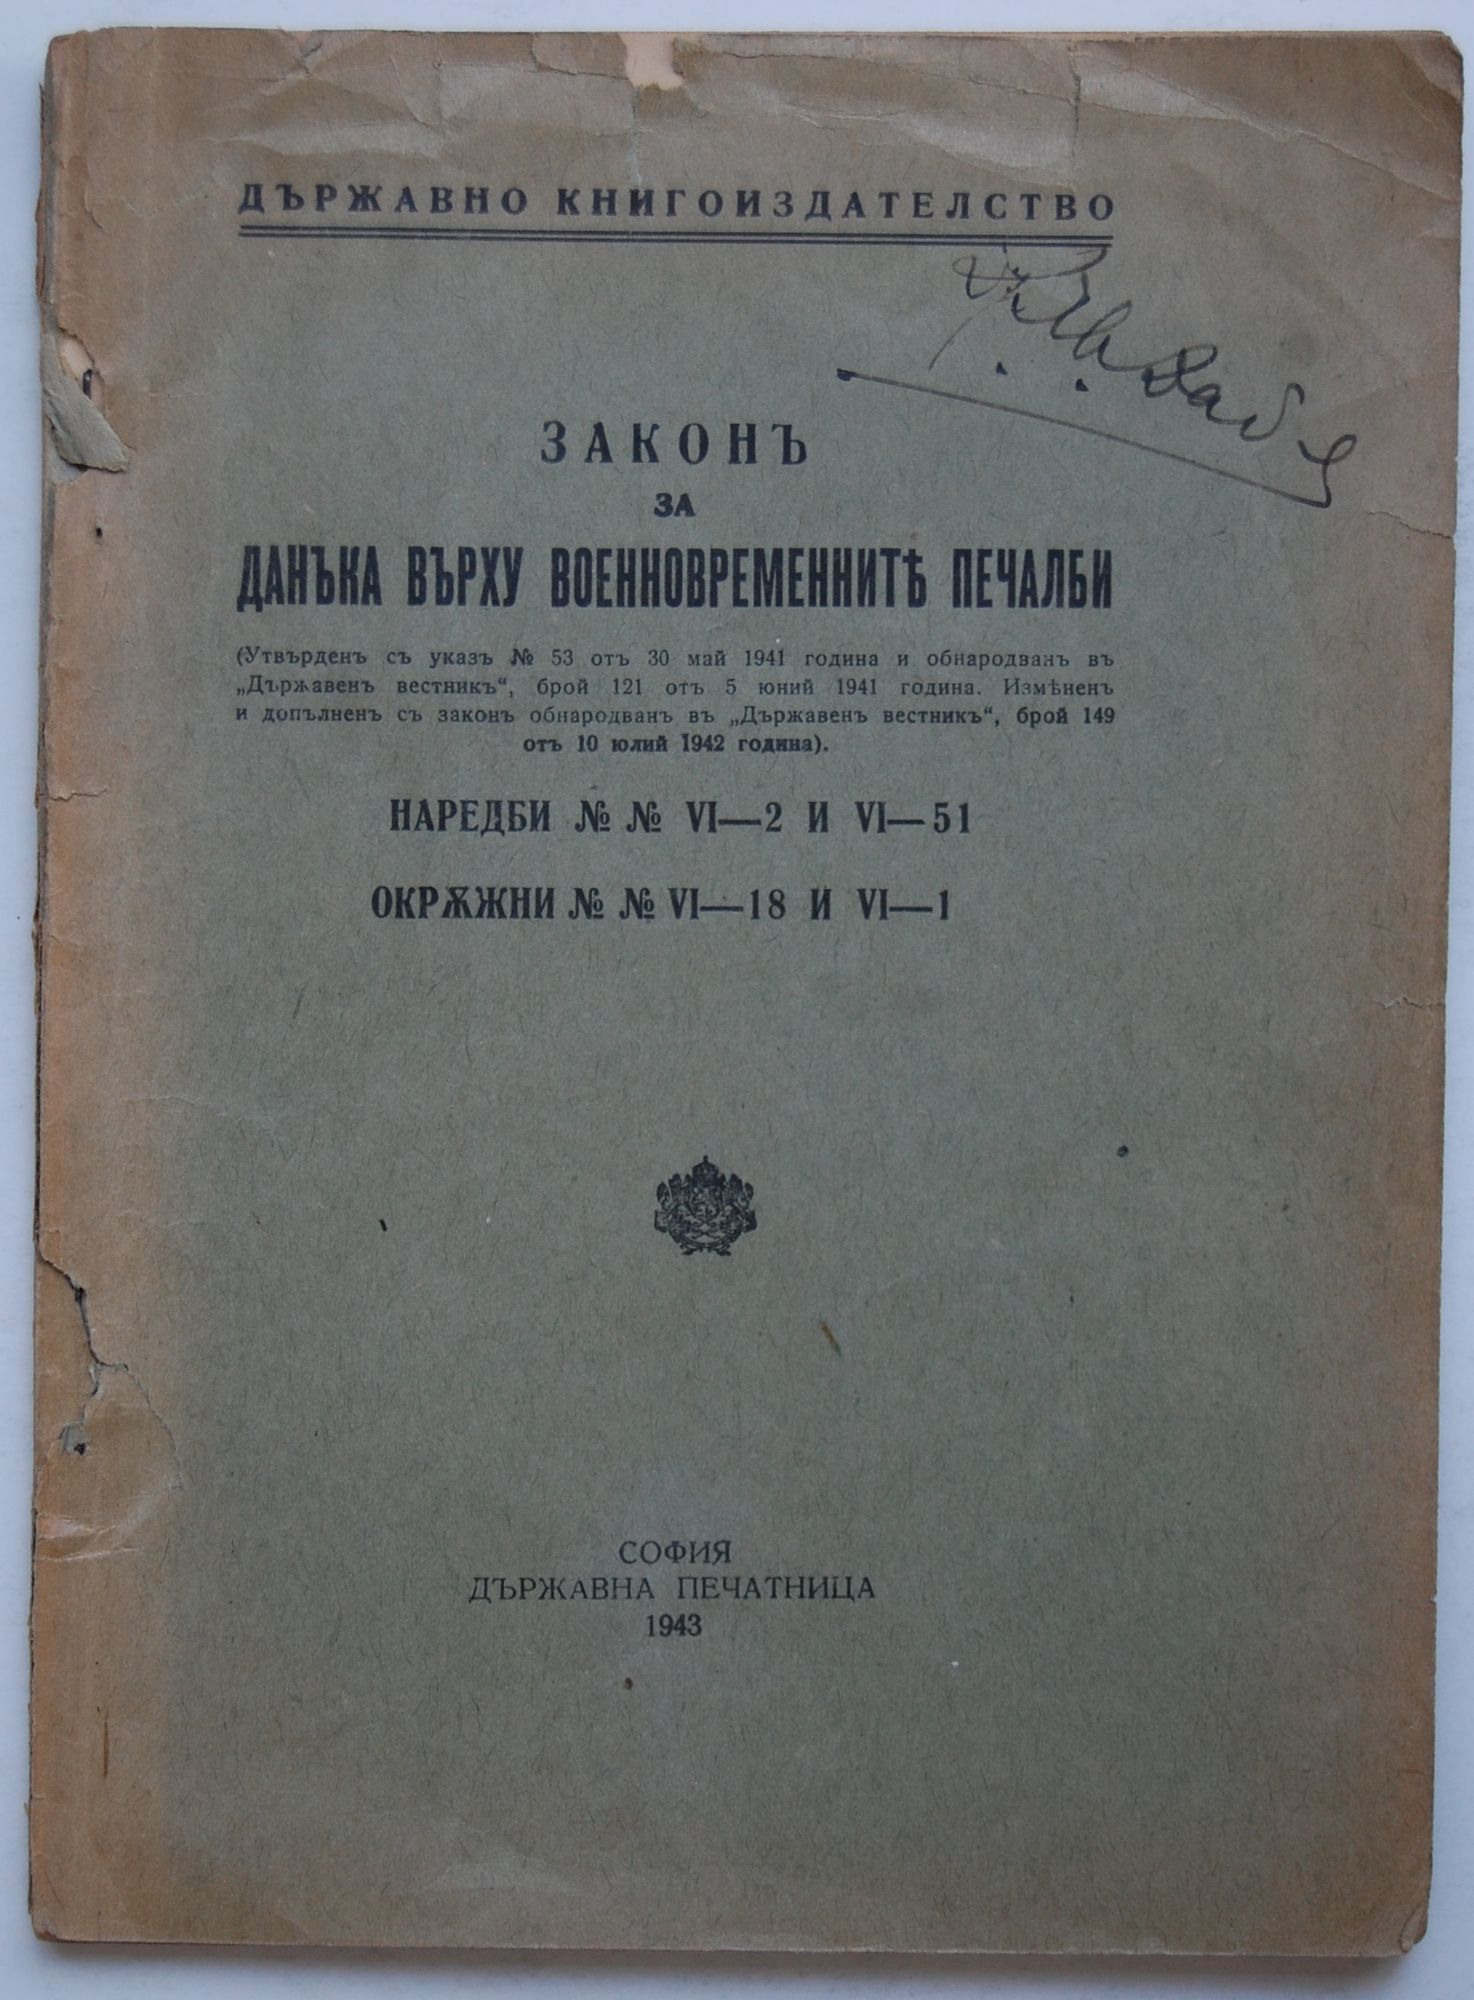 ДЪРЖАВНО КНИГОИЗДАТЕЛСТВО
ЗАКОНЪ
ЗА
ДАНЪКА ВЪРХУ ВОЕННОВРЕМЕННИТѢ ПЕЧАЛБИ
(Утвърденъ съ указъ № 53 отъ 30 май 1941 година и обнародванъ въ
„Държавенъ вестникъ“, брой 121 отъ 5 юний 1941 година. Измѣненъ
и допълненъ съ законъ обнародванъ въ „Държавенъ вестникъ“, брой 149
отъ 10 юлий 1942 година).
НАРЕДБИ № № VI—2 И VI—51
ОКРѪЖНИ № № VI—18 И VI—1
СОФИЯ
ДЪРЖАВНА ПЕЧАТНИЦА
1943